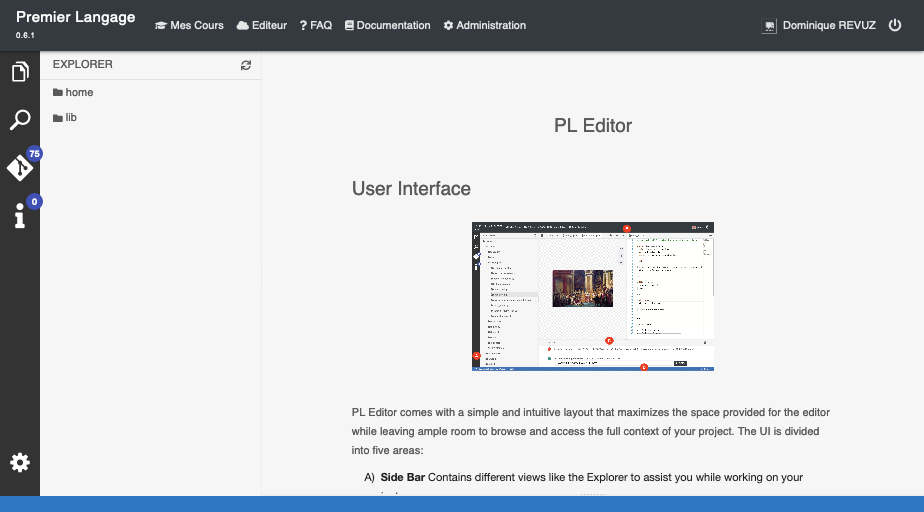 Premier Langage
0.6.1
Mes Cours
Editeur
? FAQ
Documentation
Administration
Dominique REVUZ
EXPLORER
home
lib
75
0
PL Editor
User Interface
PL Editor comes with a simple and intuitive layout that maximizes the space provided for the editor
while leaving ample room to browse and access the full context of your project. The UI is divided
into five areas:
A) Side Bar Contains different views like the Explorer to assist you while working on your